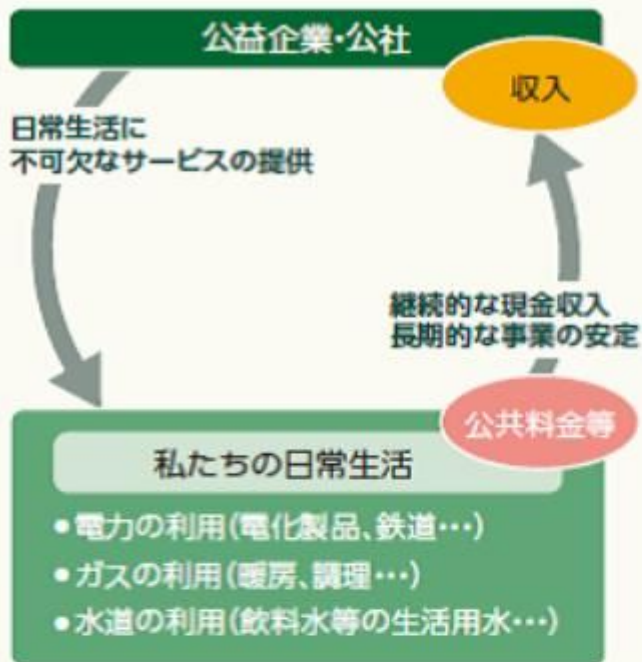 公益企業・公社
収入
日常生活に
不可欠なサービスの提供
継続的な現金収入
長期的な事業の安定
公共料金等
私たちの日常生活
●電力の利用(電化製品、鉄道・・・)
●ガスの利用(暖房、調理・・・)
●水道の利用(飲料水等の生活用水・・・)